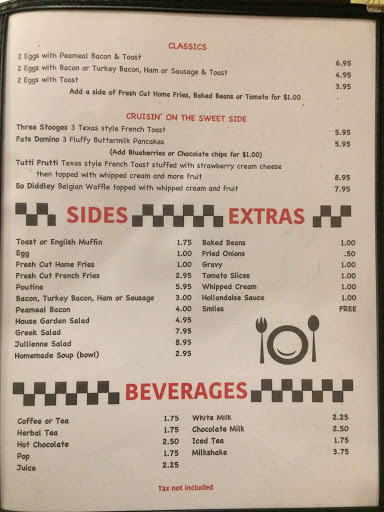 CLASSICS
2 Eggs with Peameal Bacon & Toast 6.95
2 Eggs with Bacon or Turkey Bacon, Ham or Sausage & Toast 4.95
2 Eggs with Toast 3.95
Add a side of Fresh Cut Home Fries, Baked Beans or Tomato for $1.00
CRUISIN' ON THE SWEET SIDE
Three Stooges 3 Texas style French Toast 5.95
Fats Domino 3 Fluffy Buttermilk Pancakes 5.95
(Add Blueberries or Chocolate chips for $1.00)
Tutti Frutti Texas style French Toast stuffed with strawberry cream cheese
then topped with whipped cream and more fruit 8.95
Bo Diddley Belgian Waffle topped with whipped cream and fruit 7.95
SIDES
Toast or English Muffin 1.75
Egg 1.00
Fresh Cut Home Fries 1.00
Fresh Cut French Fries 2.95
Poutine 5.95
Bacon, Turkey Bacon, Ham or Sausage 3.00
Peameal Bacon 4.00
House Garden Salad 4.95
Greek Salad 7.95
Jullienne Salad 8.95
Homemade Soup (bowl) 2.95
EXTRAS
Baked Beans 1.00
Fried Onions .50
Gravy 1.00
Tomato Slices 1.00
Whipped Cream 1.00
Hollandaise Sauce 1.00
Smiles FREE
BEVERAGES
Coffee or Tea 1.75
Herbal Tea 1.75
Hot Chocolate 2.50
Pop 1.75
Juice 2.25
White Milk 2.25
Chocolate Milk 2.50
Iced Tea 1.75
Milkshake 3.75
Tax not included